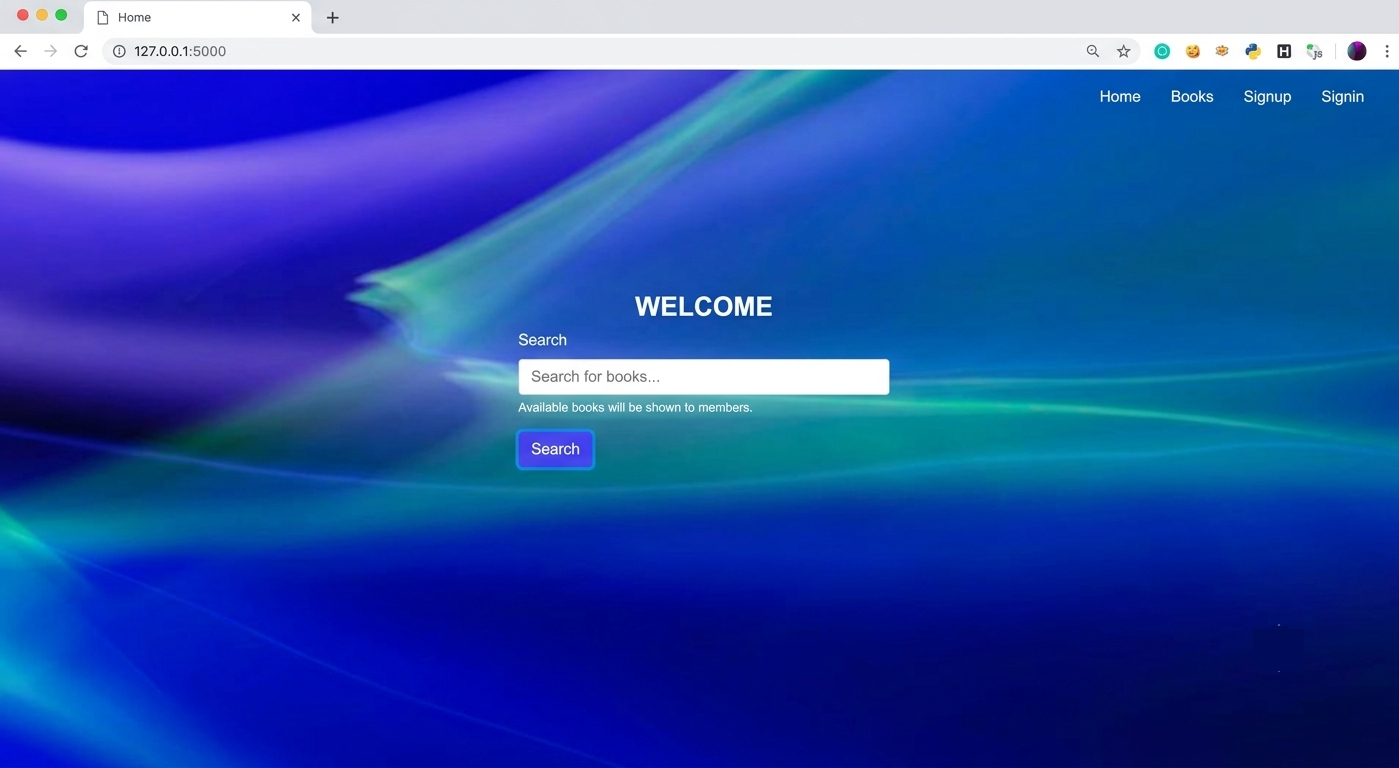 Home
127.0.0.1:5000
H
JS
Home Books Signup Signin
WELCOME
Search
Search for books...
Available books will be shown to members.
Search